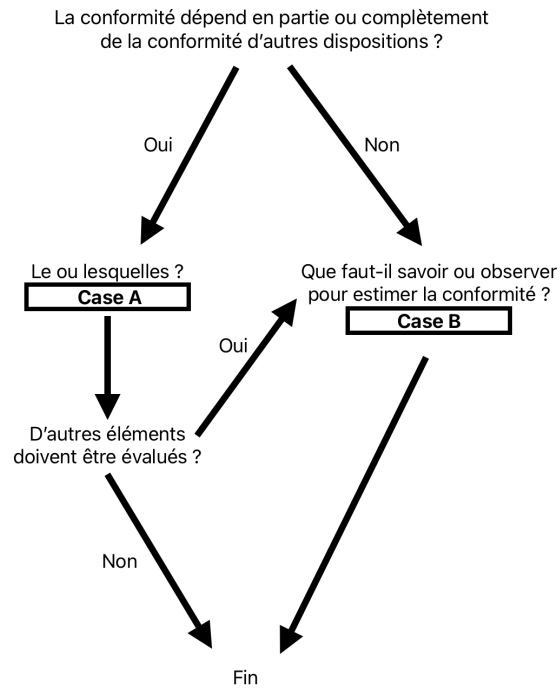 La conformité dépend en partie ou complètement
de la conformité d’autres dispositions ?
Oui
Non
Le ou lesquelles ?
Case A
Que faut-il savoir ou observer
pour estimer la conformité ?
Case B
Oui
D’autres éléments
doivent être évalués ?
Non
Fin